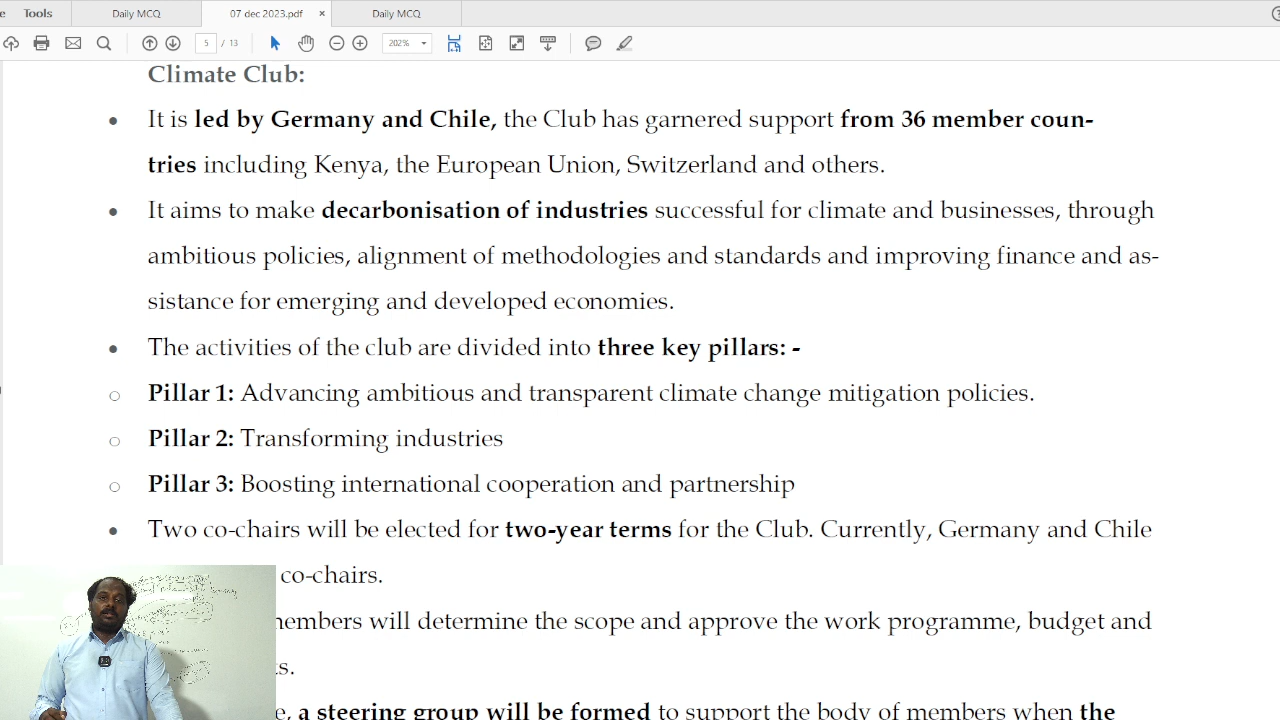 e Tools Daily MCQ 07 dec 2023.pdf × Daily MCQ
5 / 13 202%
Climate Club:
• It is led by Germany and Chile, the Club has garnered support from 36 member coun-
tries including Kenya, the European Union, Switzerland and others.
• It aims to make decarbonisation of industries successful for climate and businesses, through
ambitious policies, alignment of methodologies and standards and improving finance and as-
sistance for emerging and developed economies.
• The activities of the club are divided into three key pillars: -
○ Pillar 1: Advancing ambitious and transparent climate change mitigation policies.
○ Pillar 2: Transforming industries
○ Pillar 3: Boosting international cooperation and partnership
• Two co-chairs will be elected for two-year terms for the Club. Currently, Germany and Chile
co-chairs.
members will determine the scope and approve the work programme, budget and
s.
e, a steering group will be formed to support the body of members when the